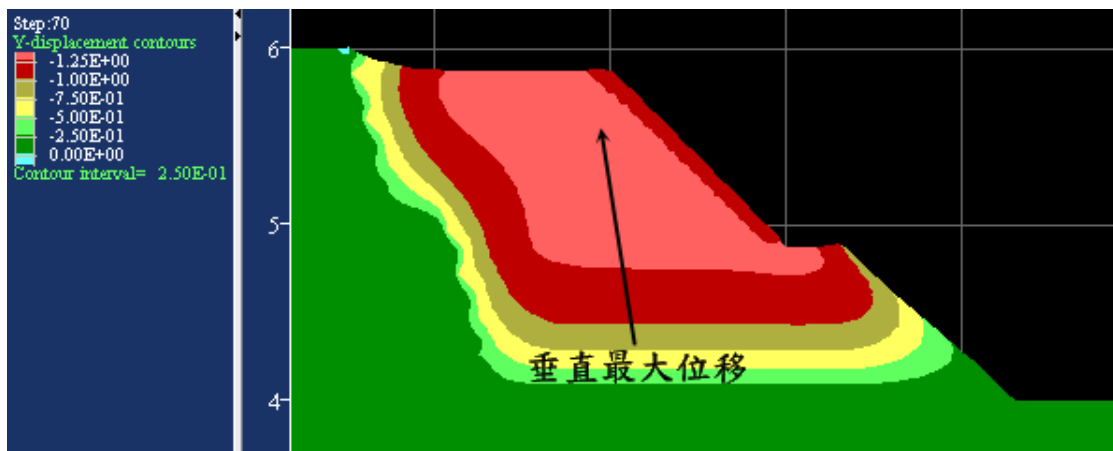 Step:70
Y-displacement contours
-1.25E+00
-1.00E+00
-7.50E-01
-5.00E-01
-2.50E-01
0.00E+00
Contour interval= 2.50E-01
6
5
4
垂直最大位移